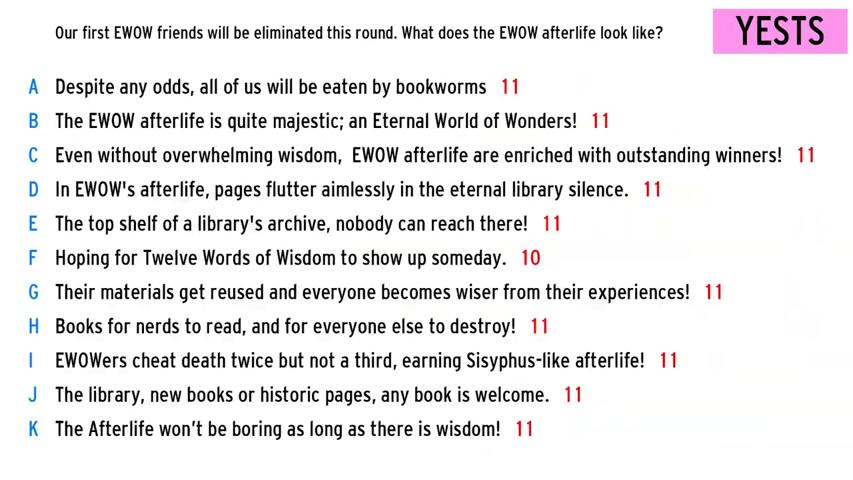 Our first EWOW friends will be eliminated this round. What does the EWOW afterlife look like?
YESTS
A Despite any odds, all of us will be eaten by bookworms 11
B The EWOW afterlife is quite majestic; an Eternal World of Wonders! 11
C Even without overwhelming wisdom,  EWOW afterlife are enriched with outstanding winners! 11
D In EWOW's afterlife, pages flutter aimlessly in the eternal library silence. 11
E The top shelf of a library's archive, nobody can reach there! 11
F Hoping for Twelve Words of Wisdom to show up someday. 10
G Their materials get reused and everyone becomes wiser from their experiences! 11
H Books for nerds to read, and for everyone else to destroy! 11
I EWOWers cheat death twice but not a third, earning Sisyphus-like afterlife! 11
J The library, new books or historic pages, any book is welcome. 11
K The Afterlife won’t be boring as long as there is wisdom! 11